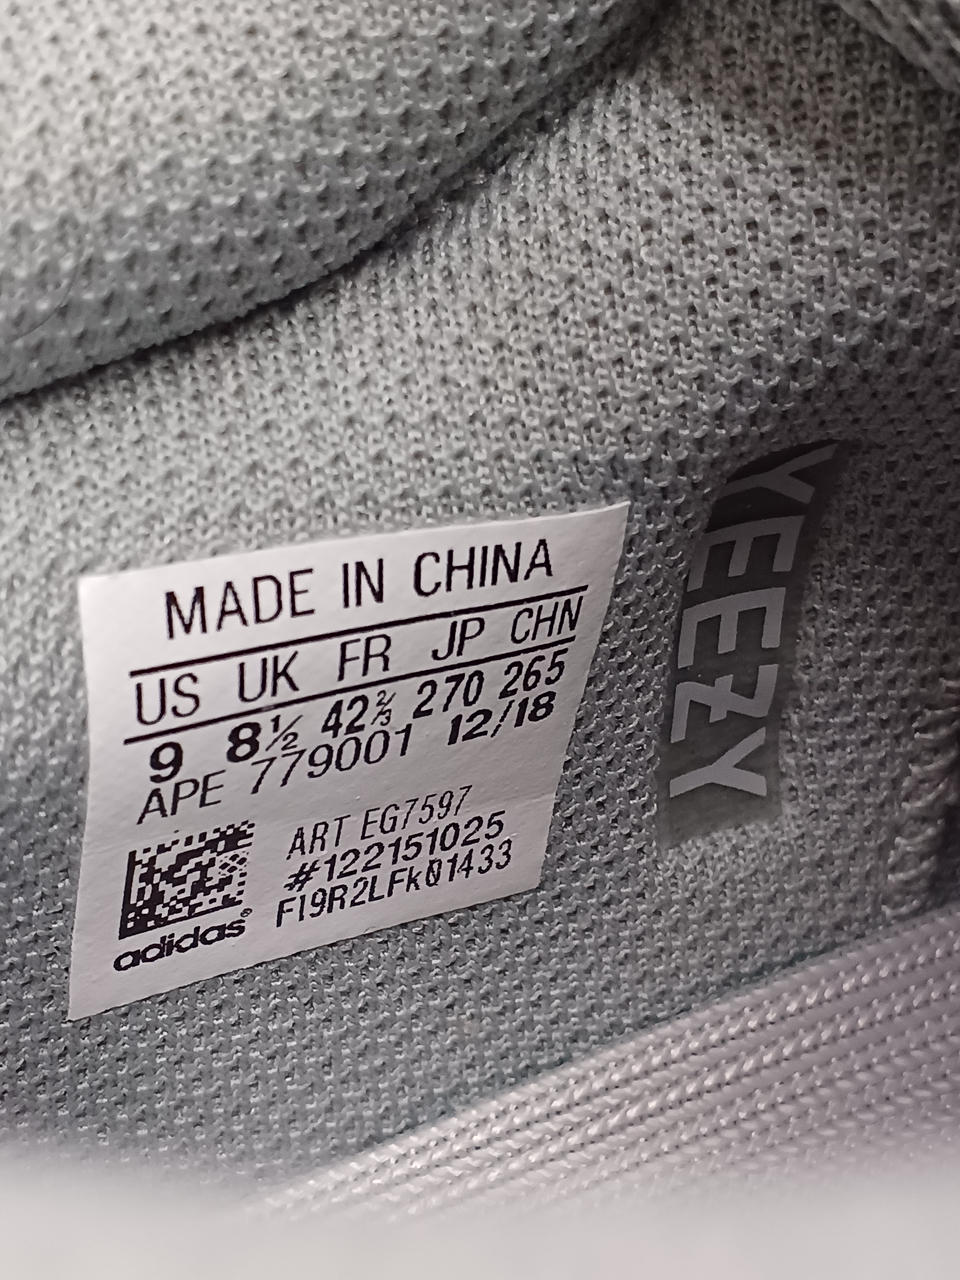 MADE IN CHINA
US UK FR JP CHN
9 8½ 42⅔ 270 265
APE 779001 12/18
ART EG7597
#122151025
FI9R2LFk01433
adidas®
YEEZY